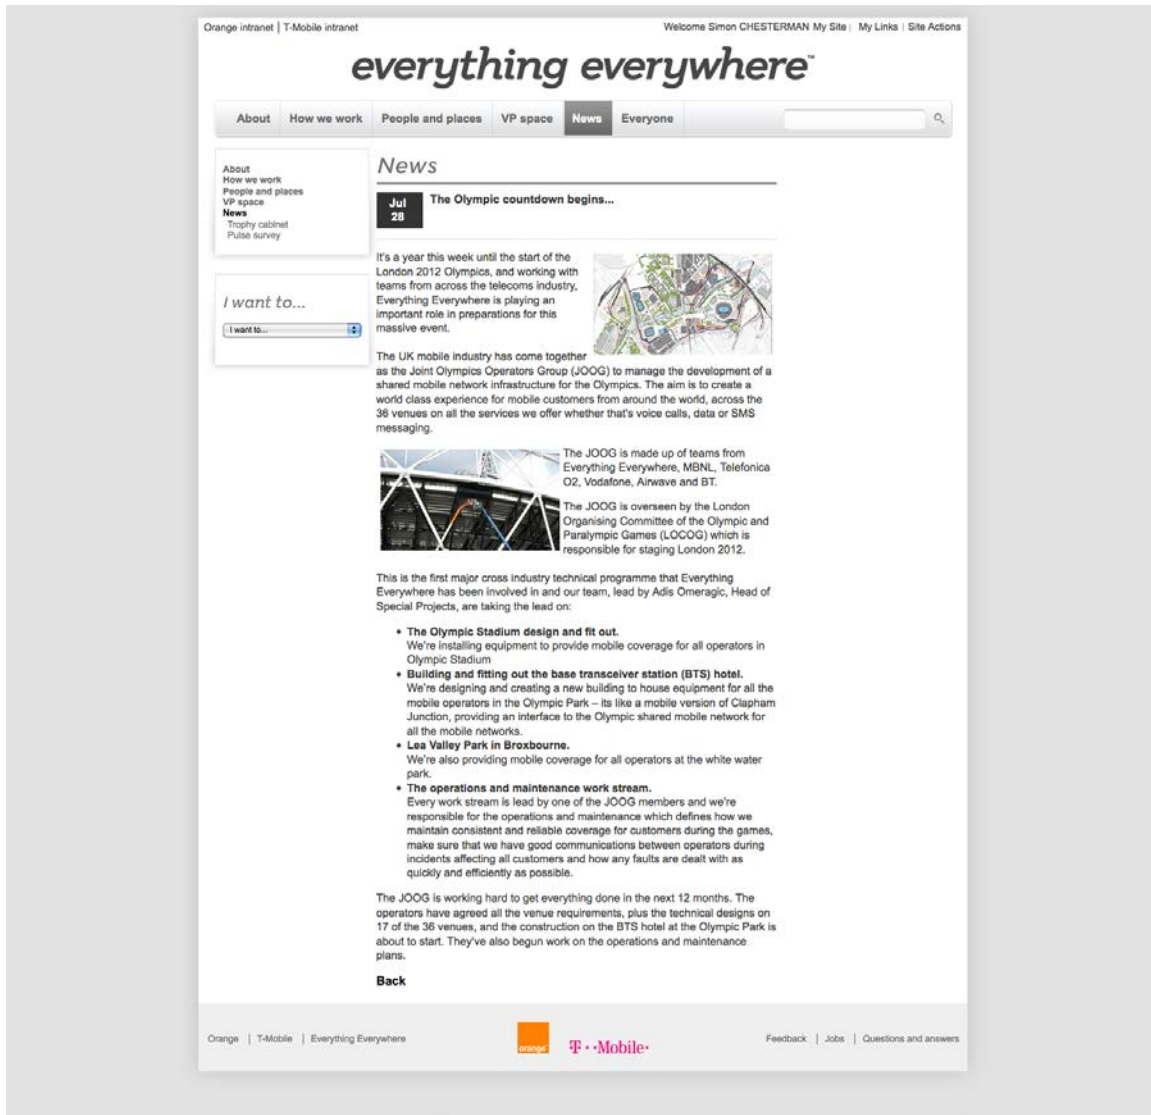 Orange intranet | T-Mobile intranet
Welcome Simon CHESTERMAN My Site | My Links | Site Actions
everything everywhere™
About How we work People and places VP space News Everyone
About
How we work
People and places
VP space
News
Trophy cabinet
Pulse survey
I want to...
I want to...
News
Jul
28
The Olympic countdown begins...
It's a year this week until the start of the
London 2012 Olympics, and working with
teams from across the telecoms industry,
Everything Everywhere is playing an
important role in preparations for this
massive event.
The UK mobile industry has come together
as the Joint Olympics Operators Group (JOOG) to manage the development of a
shared mobile network infrastructure for the Olympics. The aim is to create a
world class experience for mobile customers from around the world, across the
36 venues on all the services we offer whether that's voice calls, data or SMS
messaging.
The JOOG is made up of teams from
Everything Everywhere, MBNL, Telefonica
O2, Vodafone, Airwave and BT.
The JOOG is overseen by the London
Organising Committee of the Olympic and
Paralympic Games (LOCOG) which is
responsible for staging London 2012.
This is the first major cross industry technical programme that Everything
Everywhere has been involved in and our team, lead by Adis Omeragic, Head of
Special Projects, are taking the lead on:
• The Olympic Stadium design and fit out.
We're installing equipment to provide mobile coverage for all operators in
Olympic Stadium
• Building and fitting out the base transceiver station (BTS) hotel.
We're designing and creating a new building to house equipment for all the
mobile operators in the Olympic Park – its like a mobile version of Clapham
Junction, providing an interface to the Olympic shared mobile network for
all the mobile networks.
• Lea Valley Park in Broxbourne.
We're also providing mobile coverage for all operators at the white water
park.
• The operations and maintenance work stream.
Every work stream is lead by one of the JOOG members and we're
responsible for the operations and maintenance which defines how we
maintain consistent and reliable coverage for customers during the games,
make sure that we have good communications between operators during
incidents affecting all customers and how any faults are dealt with as
quickly and efficiently as possible.
The JOOG is working hard to get everything done in the next 12 months. The
operators have agreed all the venue requirements, plus the technical designs on
17 of the 36 venues, and the construction on the BTS hotel at the Olympic Park is
about to start. They've also begun work on the operations and maintenance
plans.
Back
Orange | T-Mobile | Everything Everywhere
orange™
T··Mobile·
Feedback | Jobs | Questions and answers